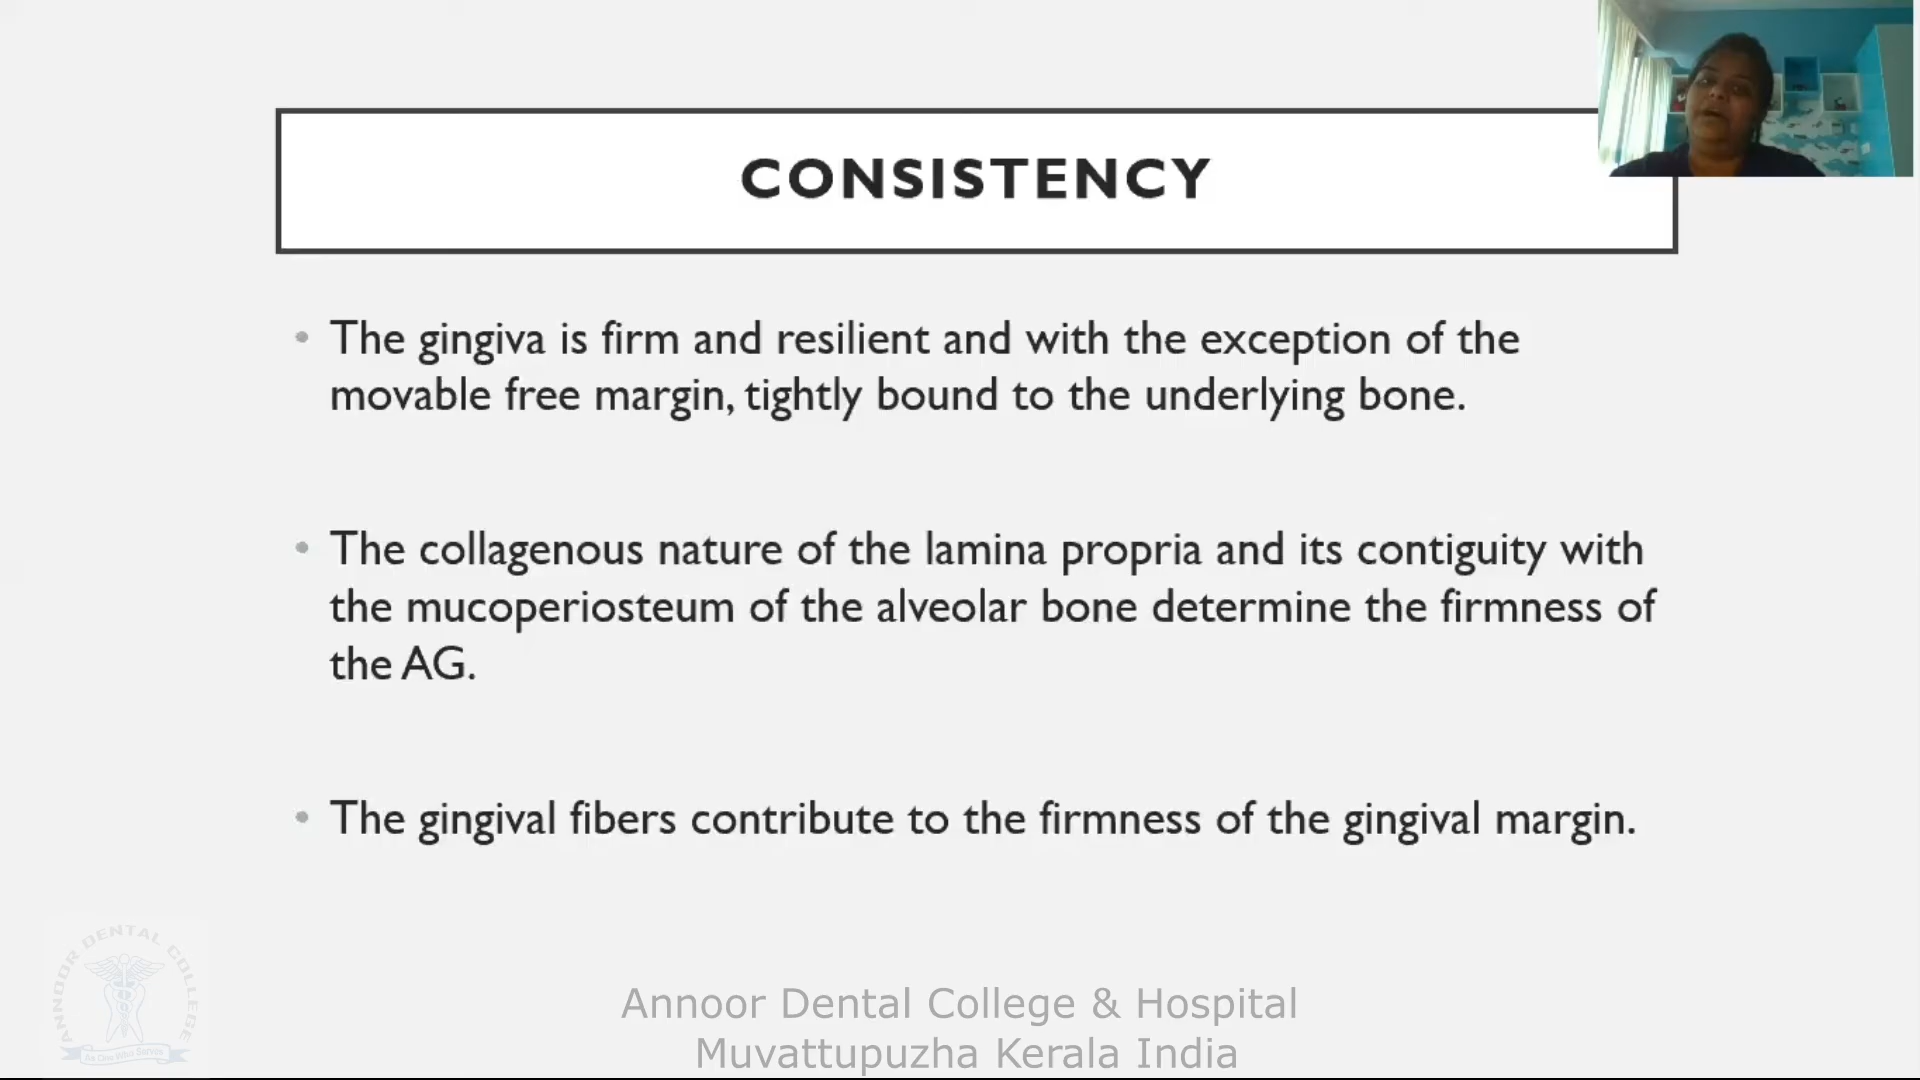 CONSISTENCY
• The gingiva is firm and resilient and with the exception of the
movable free margin, tightly bound to the underlying bone.
• The collagenous nature of the lamina propria and its contiguity with
the mucoperiosteum of the alveolar bone determine the firmness of
the AG.
• The gingival fibers contribute to the firmness of the gingival margin.
ANNOOR DENTAL COLLEGE
Annoor Dental College & Hospital
Muvattupuzha Kerala India